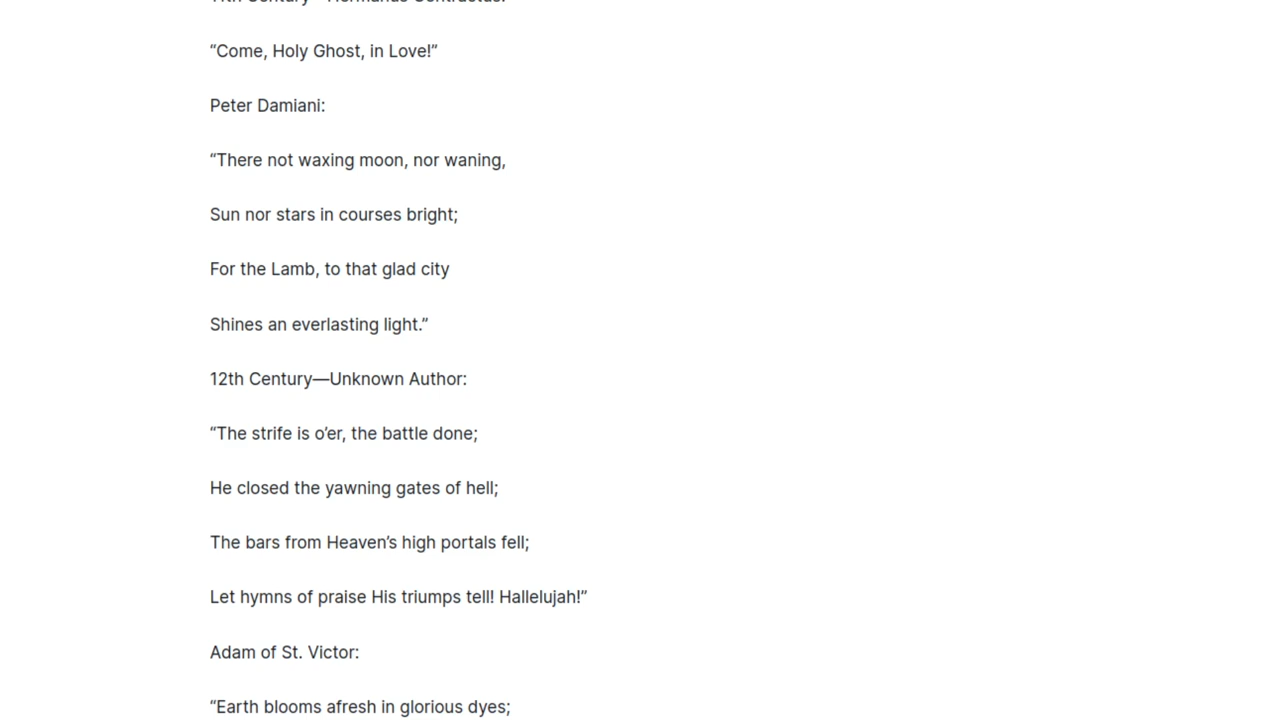 “Come, Holy Ghost, in Love!”
Peter Damiani:
“There not waxing moon, nor waning,
Sun nor stars in courses bright;
For the Lamb, to that glad city
Shines an everlasting light.”
12th Century—Unknown Author:
“The strife is o’er, the battle done;
He closed the yawning gates of hell;
The bars from Heaven’s high portals fell;
Let hymns of praise His triumps tell! Hallelujah!”
Adam of St. Victor:
“Earth blooms afresh in glorious dyes;